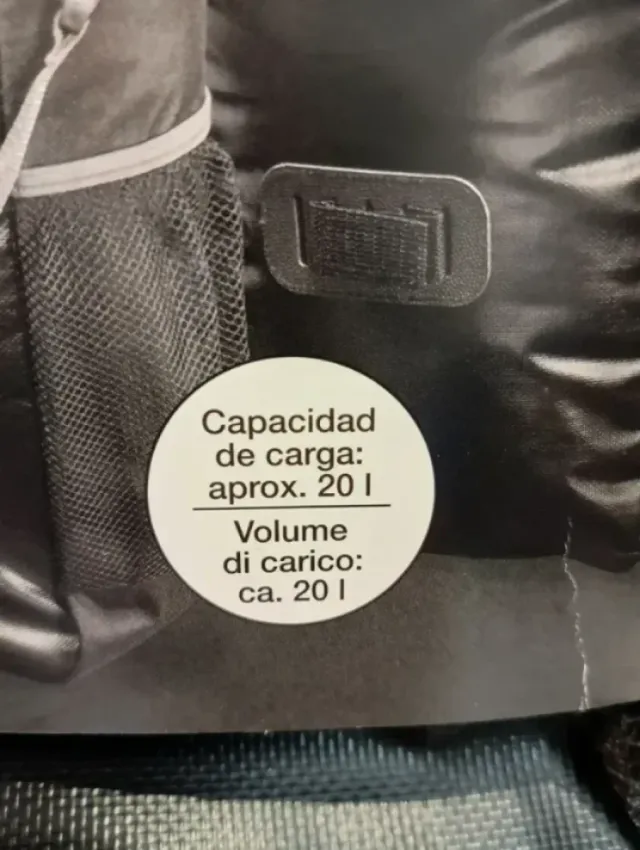 Capacidad
de carga:
aprox. 20 l
Volume
di carico:
ca. 20 l